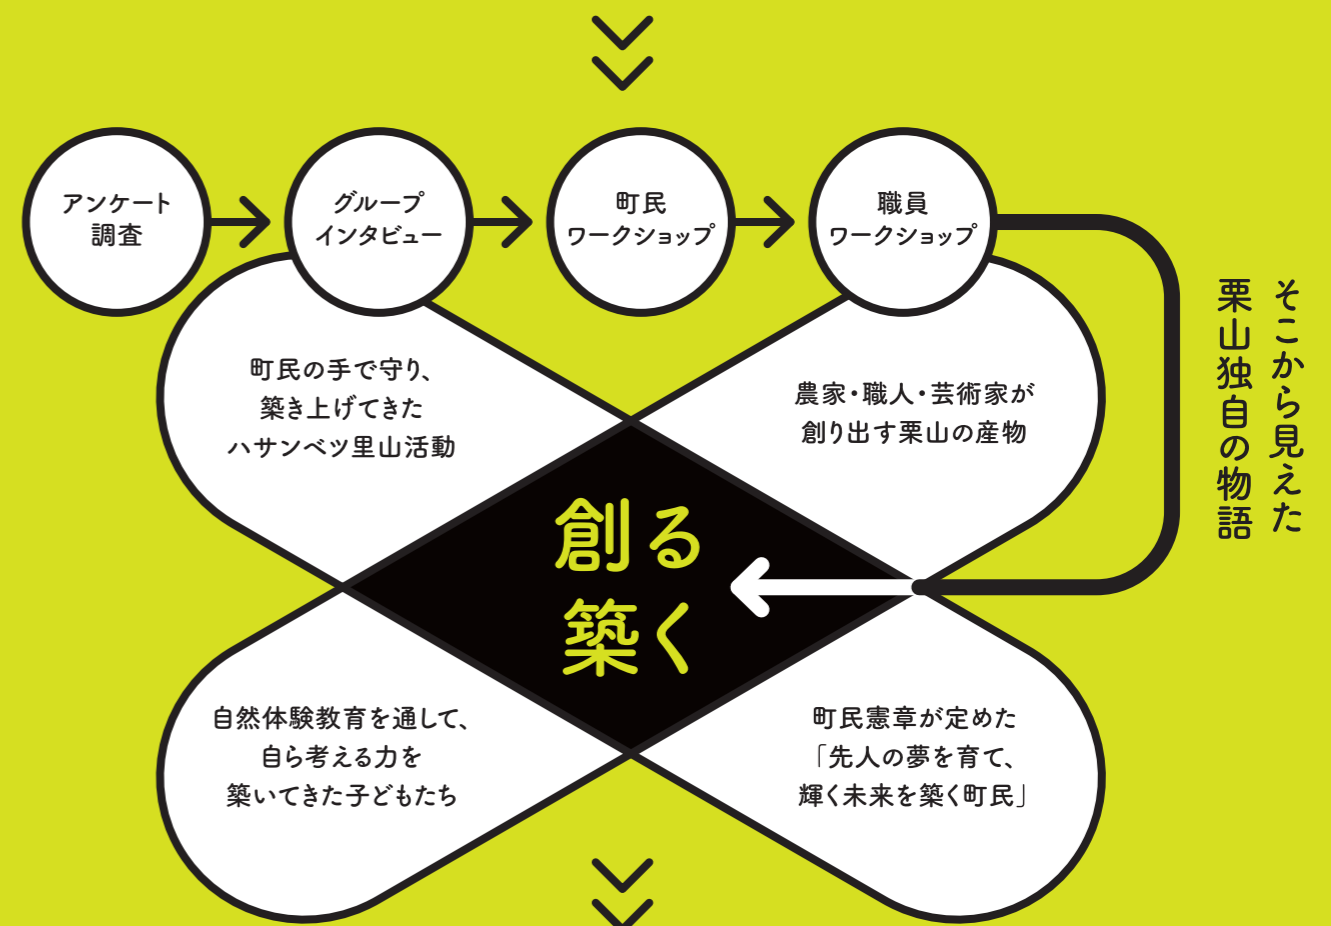 アンケート
調査
グループ
インタビュー
町民
ワークショップ
職員
ワークショップ
そこから見えた
栗山独自の物語
町民の手で守り、
築き上げてきた
ハサンベツ里山活動
農家・職人・芸術家が
創り出す栗山の産物
創る
築く
自然体験教育を通して、
自ら考える力を
築いてきた子どもたち
町民憲章が定めた
「先人の夢を育て、
輝く未来を築く町民」